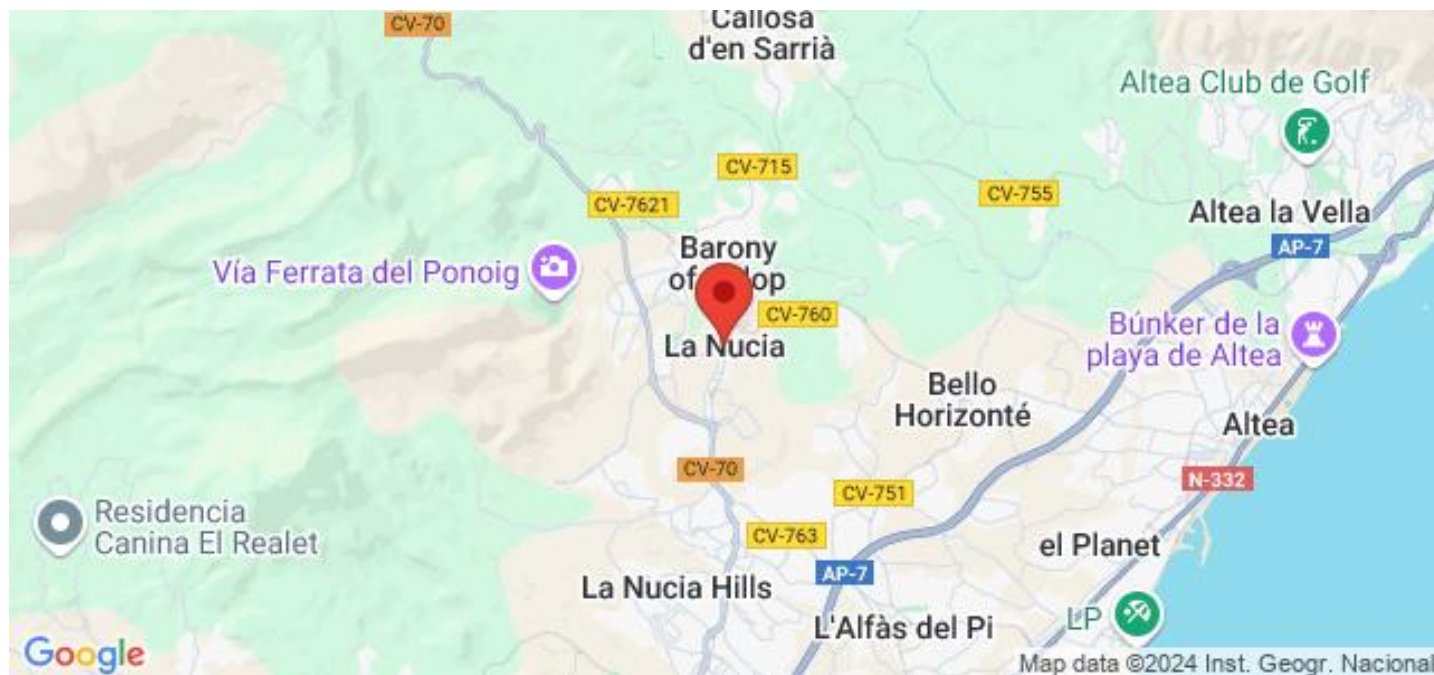 CV-70
Callosa
d'en Sarrià
Altea Club de Golf
CV-715
CV-755
CV-7621
Altea la Vella
AP-7
Barony
Vía Ferrata del Ponoig
CV-760
La Nucia
Búnker de la
playa de Altea
Bello
Horizonté
Altea
CV-70
N-332
CV-751
Residencia
Canina El Realet
CV-763
el Planet
AP-7
La Nucia Hills
L'Alfàs del Pi
LP
Google
Map data ©2024 Inst. Geogr. Nacional